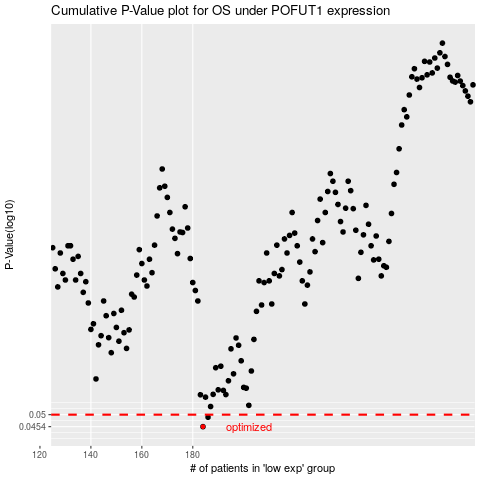 Cumulative P-Value plot for OS under POFUT1 expression
P-Value(log10)
0.05
0.0454
optimized
120 140 160 180
# of patients in 'low exp' group